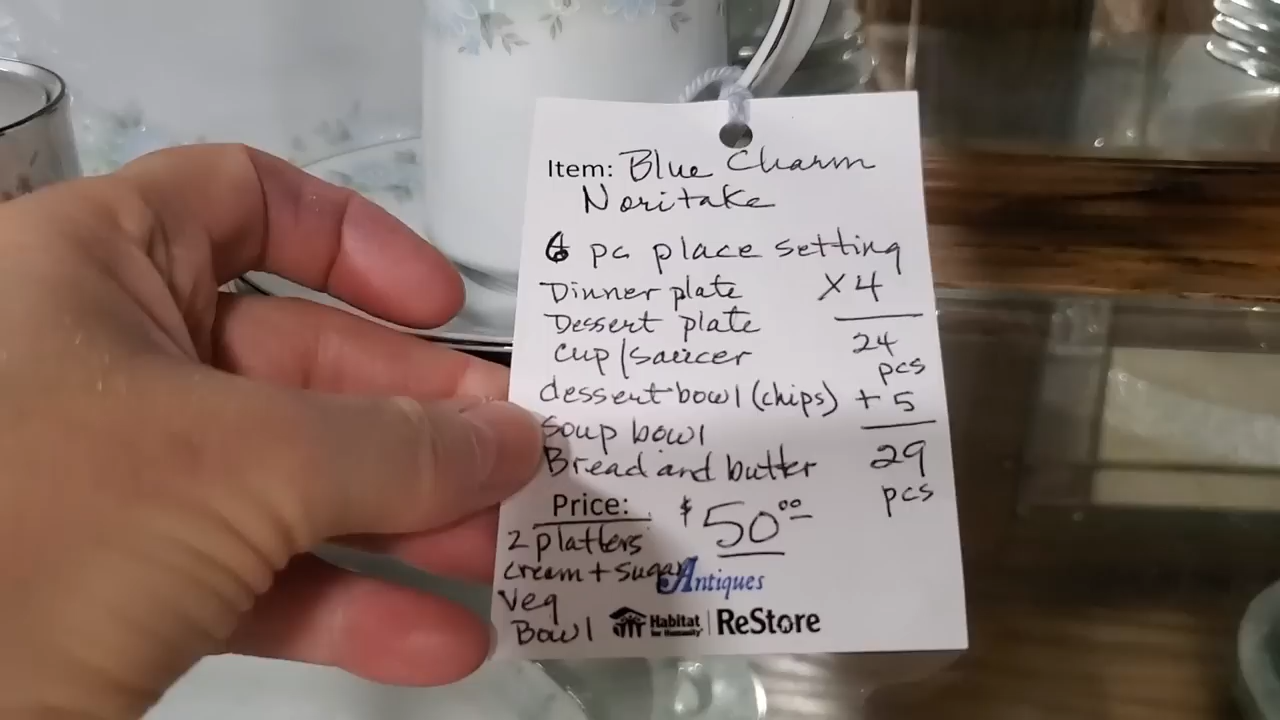 Item: Blue Charm
Noritake
6 pc place setting
Dinner plate X4
Dessert plate
24
cup/saucer
pcs
dessert bowl (chips) + 5
Soup bowl
29
Bread and butter
pcs
Price: $50.00
2 platters
cream + sugar
Antiques
Veg
Bowl
Habitat for Humanity | ReStore